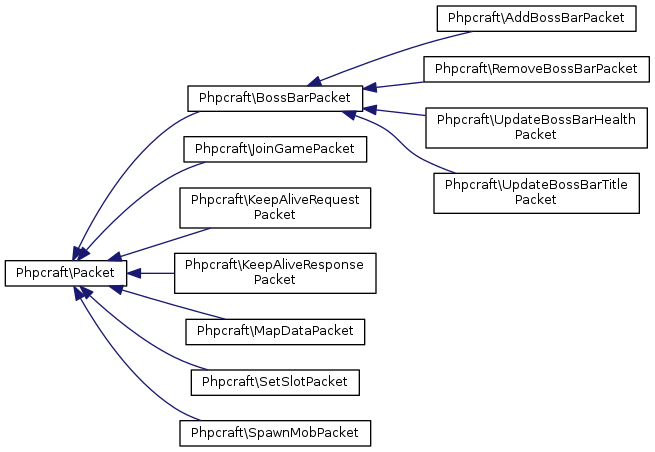 Phpcraft\AddBossBarPacket
Phpcraft\RemoveBossBarPacket
Phpcraft\BossBarPacket
Phpcraft\UpdateBossBarHealth
Packet
Phpcraft\JoinGamePacket
Phpcraft\UpdateBossBarTitle
Packet
Phpcraft\KeepAliveRequest
Packet
Phpcraft\Packet
Phpcraft\KeepAliveResponse
Packet
Phpcraft\MapDataPacket
Phpcraft\SetSlotPacket
Phpcraft\SpawnMobPacket